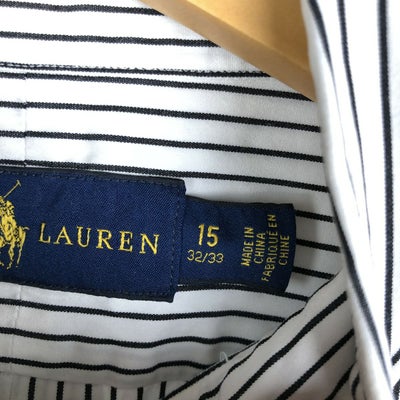 LAUREN
15
32/33
MADE IN
CHINA
FABRIQUÉ EN
CHINE